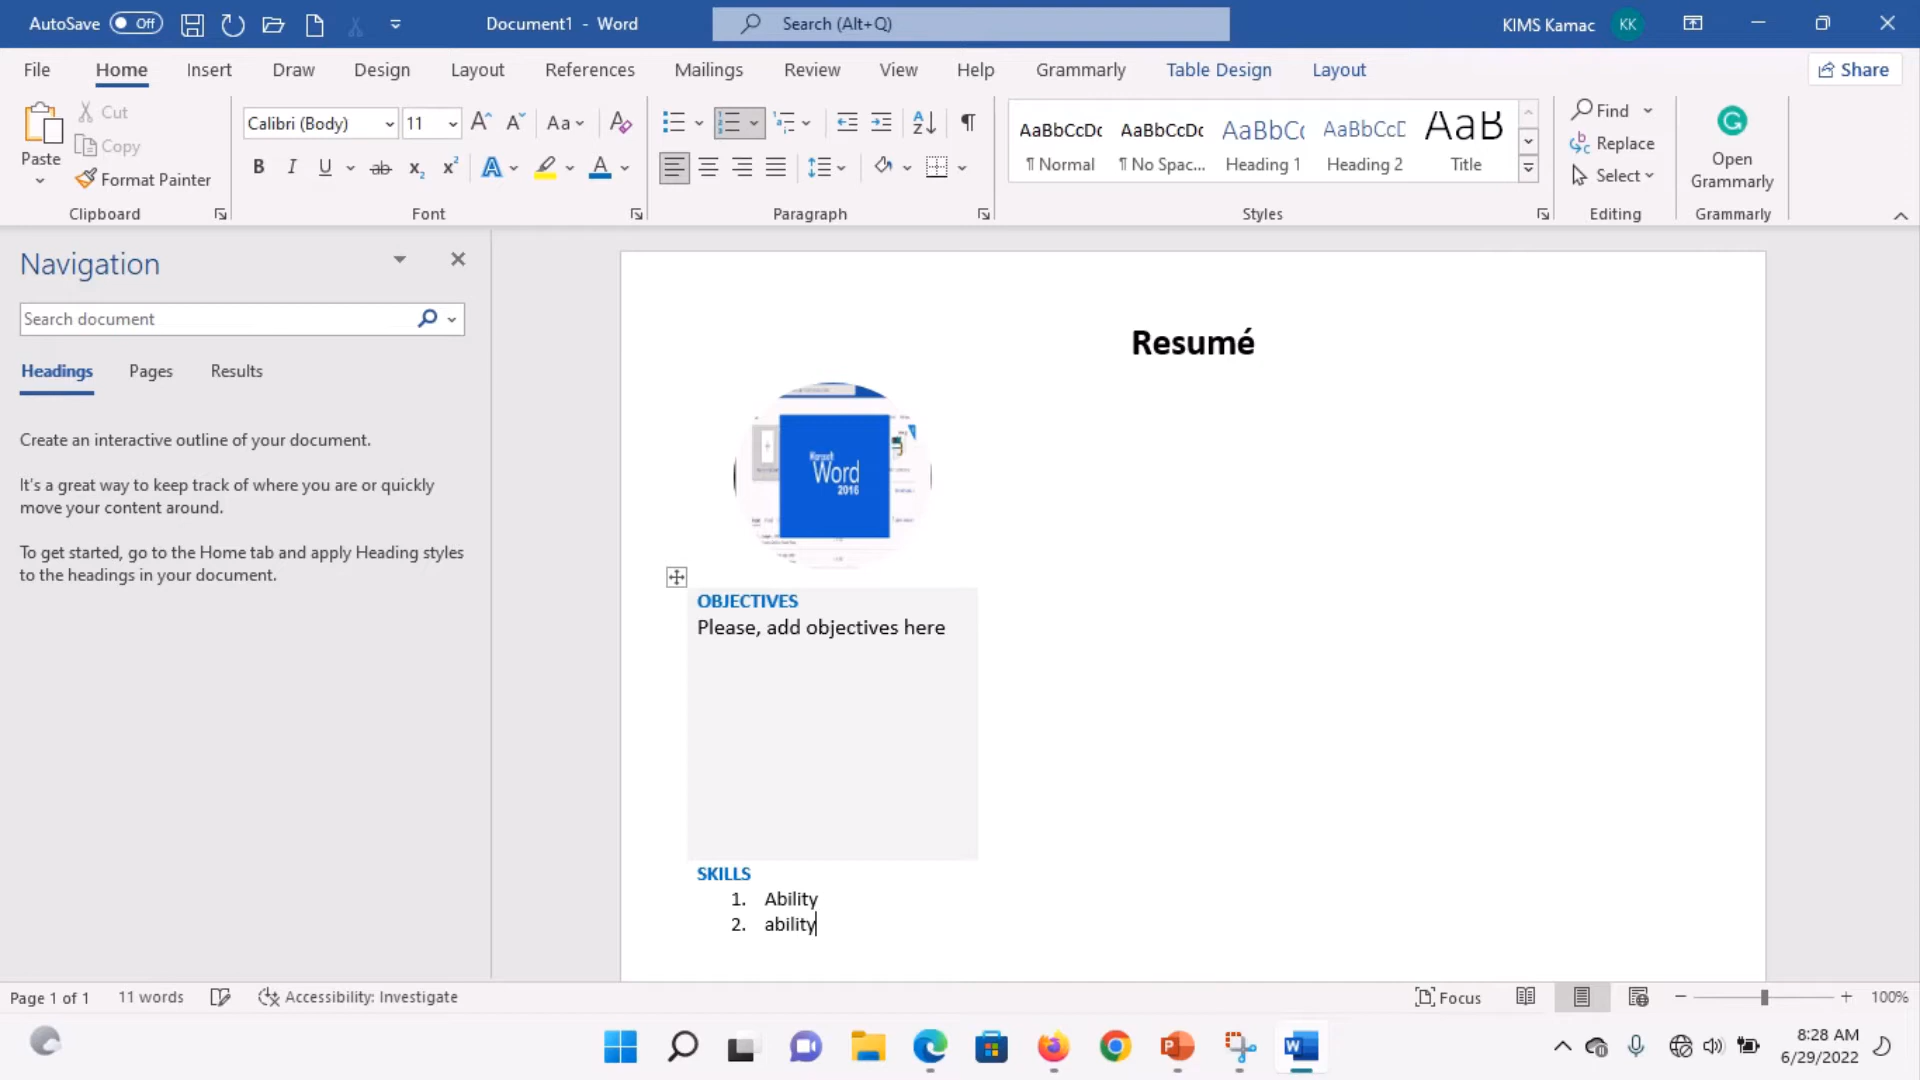 AutoSave Off Document1 - Word Search (Alt+Q) KIMS Kamac KK
File Home Insert Draw Design Layout References Mailings Review View Help Grammarly Table Design Layout Share
Paste Cut Copy Format Painter Clipboard
Calibri (Body) 11 Aa B I U ab x₂ x² A A Font
Paragraph
AaBbCcDc ¶ Normal AaBbCcDc ¶ No Spac... AaBbC( Heading 1 AaBbCcE Heading 2 AaB Title Styles
Find Replace Select Editing
Open Grammarly Grammarly
Navigation
Search document
Headings Pages Results
Create an interactive outline of your document.
It's a great way to keep track of where you are or quickly
move your content around.
To get started, go to the Home tab and apply Heading styles
to the headings in your document.
Resumé
Microsoft
Word
2016
OBJECTIVES
Please, add objectives here
SKILLS
1. Ability
2. ability
Page 1 of 1 11 words Accessibility: Investigate Focus 100%
8:28 AM
6/29/2022